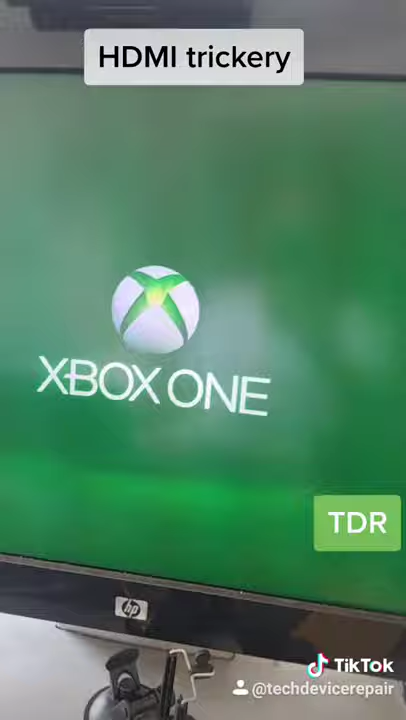 HDMI trickery
XBOX ONE
TDR
hp
TikTok
@techdevicerepair